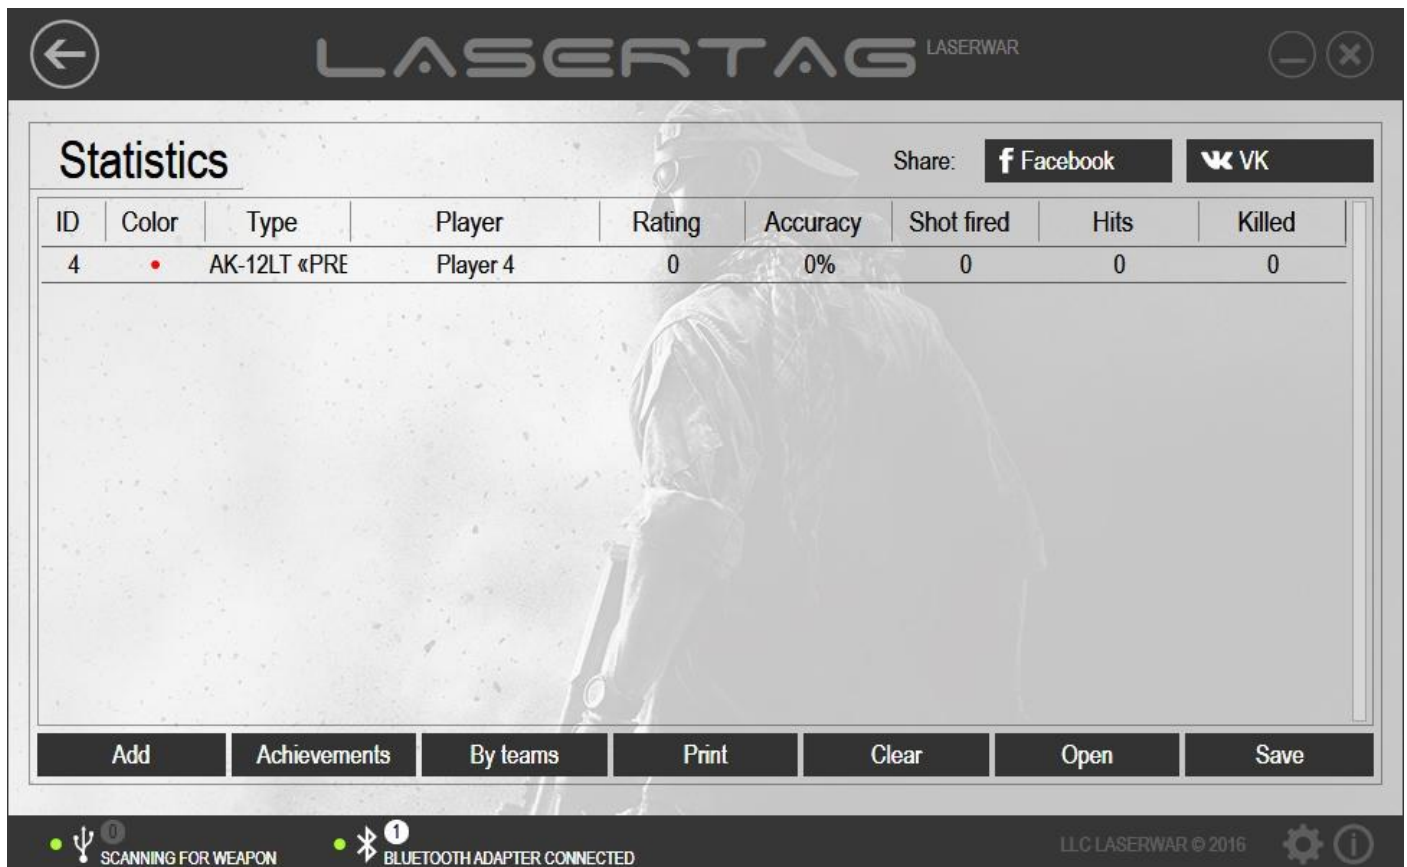 LASERTAG LASERWAR
Statistics Share: f Facebook VK VK
ID Color Type Player Rating Accuracy Shot fired Hits Killed
4 AK-12LT «PRE Player 4 0 0% 0 0 0
Add Achievements By teams Print Clear Open Save
0 1
SCANNING FOR WEAPON BLUETOOTH ADAPTER CONNECTED LLC LASERWAR © 2016 i